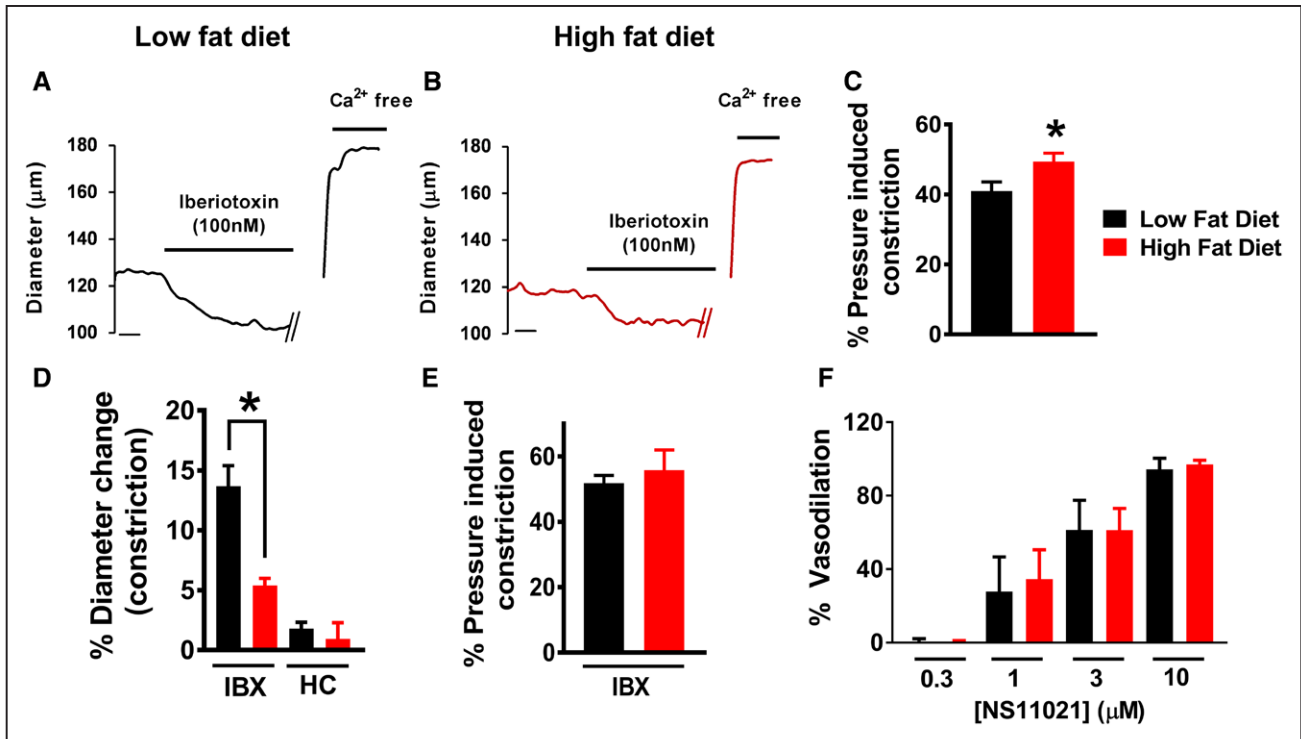 Low fat diet
High fat diet
A
Ca2+ free
Diameter (μm)
180
160
140
120
100
Iberiotoxin
(100nM)
B
Ca2+ free
Diameter (μm)
180
160
140
120
100
Iberiotoxin
(100nM)
C
% Pressure induced
constriction
60
40
20
0
*
Low Fat Diet
High Fat Diet
D
% Diameter change
(constriction)
20
15
10
5
0
*
IBX HC
E
% Pressure induced
constriction
60
40
20
0
IBX
F
% Vasodilation
120
80
40
0
0.3 1 3 10
[NS11021] (μM)